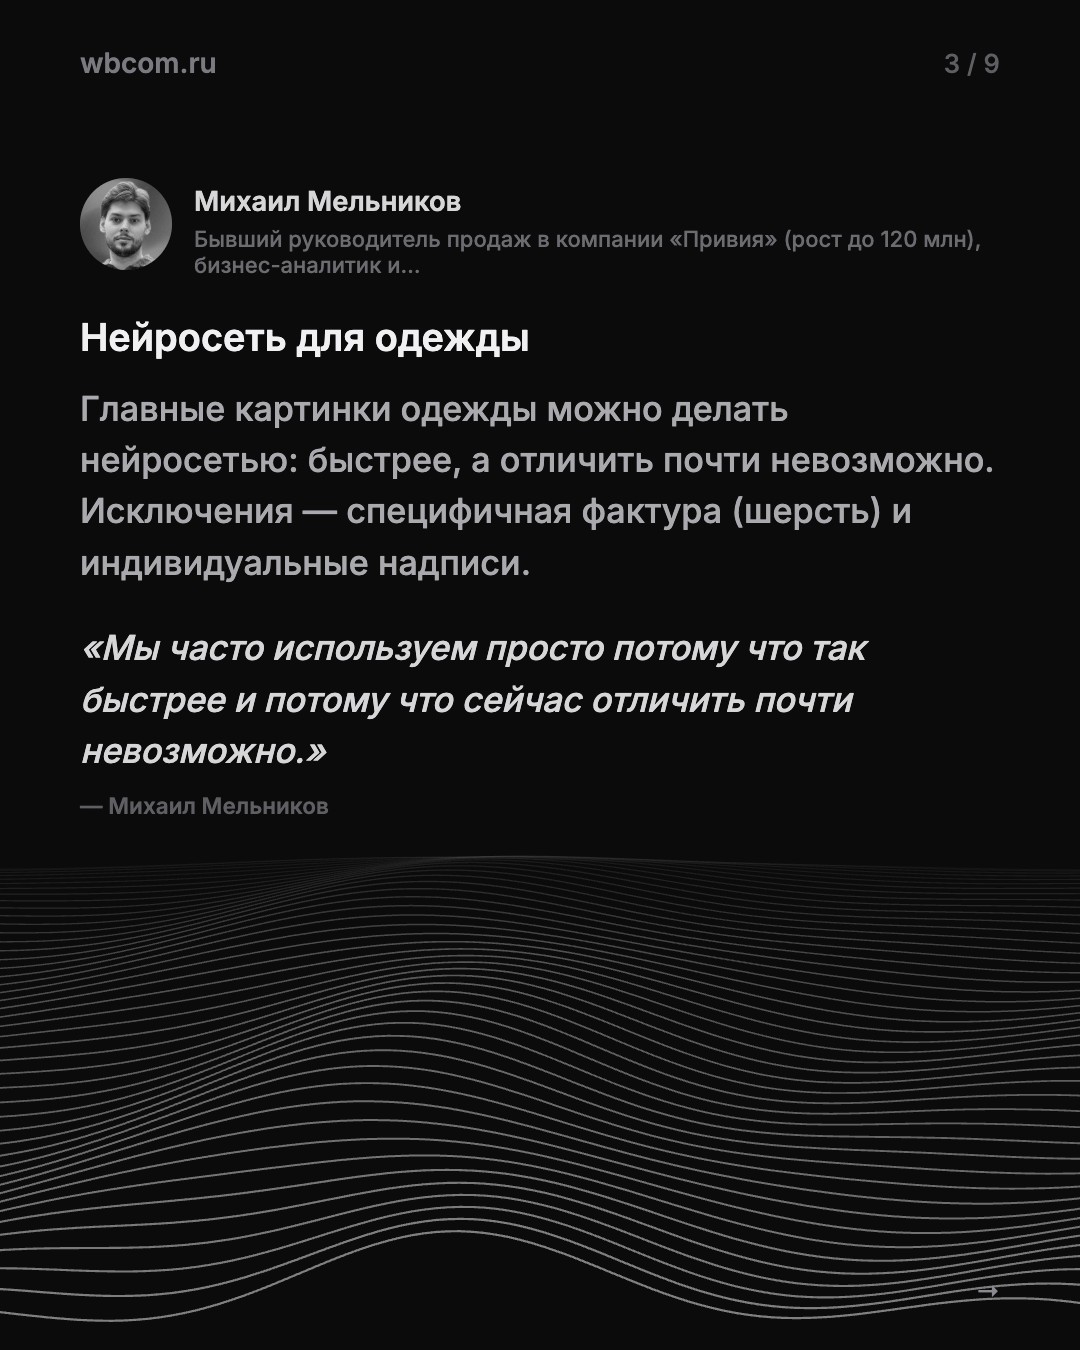 wbcom.ru
3 / 9
Михаил Мельников
Бывший руководитель продаж в компании «Привия» (рост до 120 млн),
бизнес-аналитик и...
Нейросеть для одежды
Главные картинки одежды можно делать
нейросетью: быстрее, а отличить почти невозможно.
Исключения — специфичная фактура (шерсть) и
индивидуальные надписи.
«Мы часто используем просто потому что так
быстрее и потому что сейчас отличить почти
невозможно.»
— Михаил Мельников
→